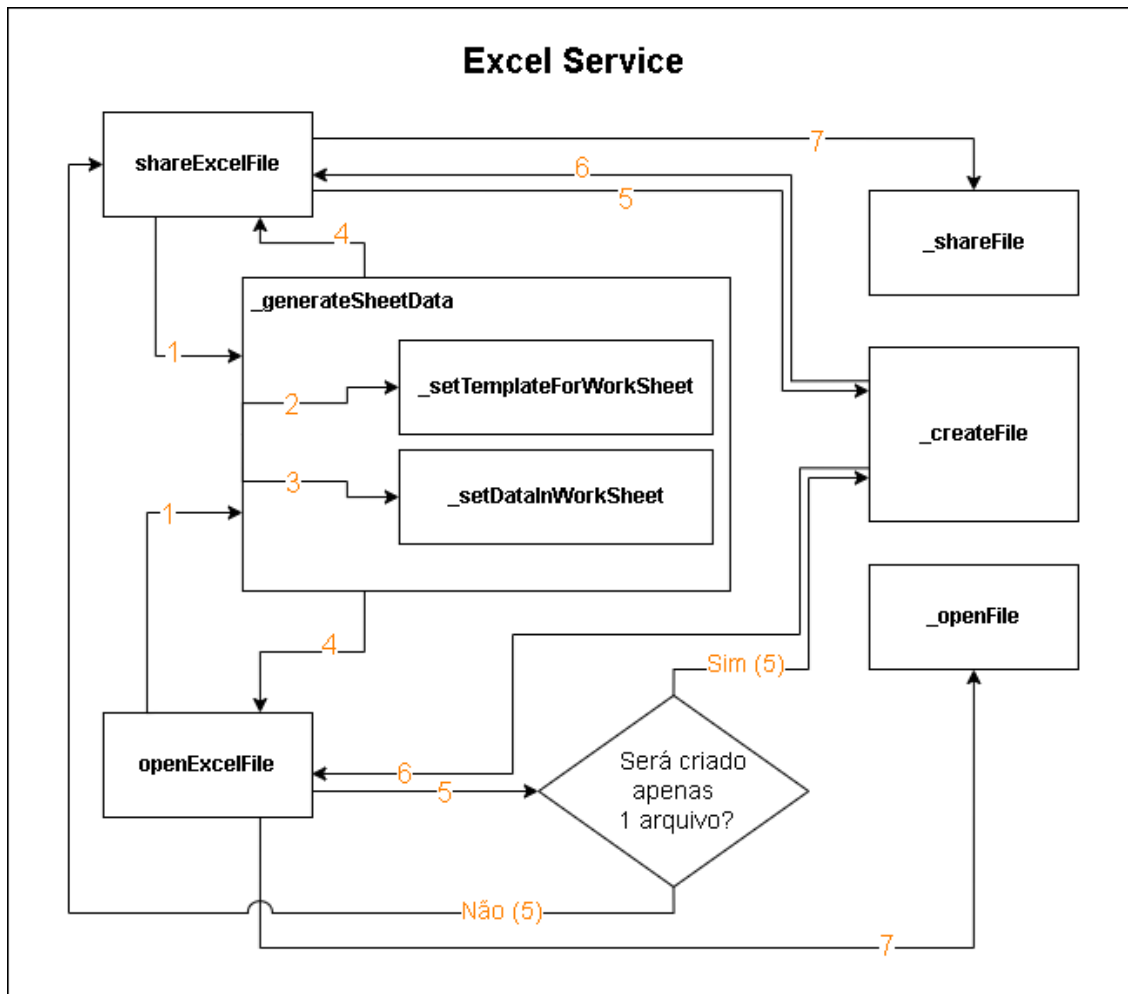 Excel Service
shareExcelFile
7
6
5
_shareFile
4
_generateSheetData
1
_setTemplateForWorkSheet
2
_createFile
3
_setDataInWorkSheet
1
_openFile
4
Sim (5)
openExcelFile
6
5
Será criado
apenas
1 arquivo?
Não (5)
7